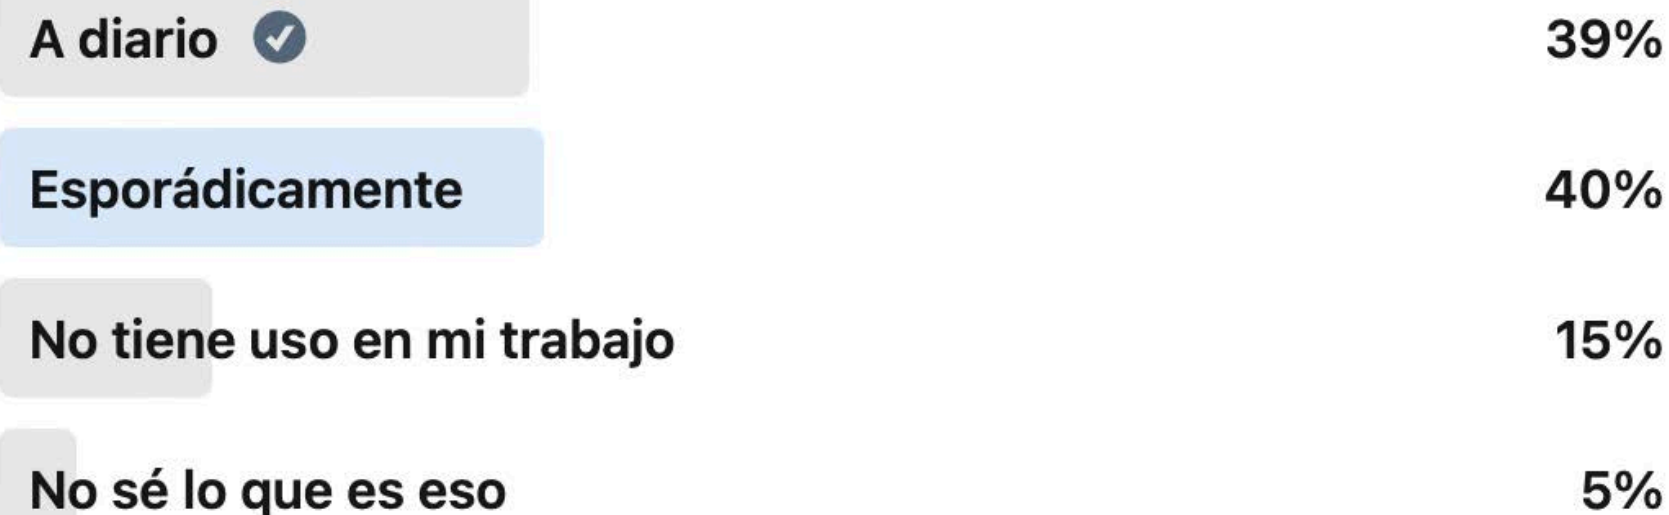 A diario 39%
Esporádicamente 40%
No tiene uso en mi trabajo 15%
No sé lo que es eso 5%